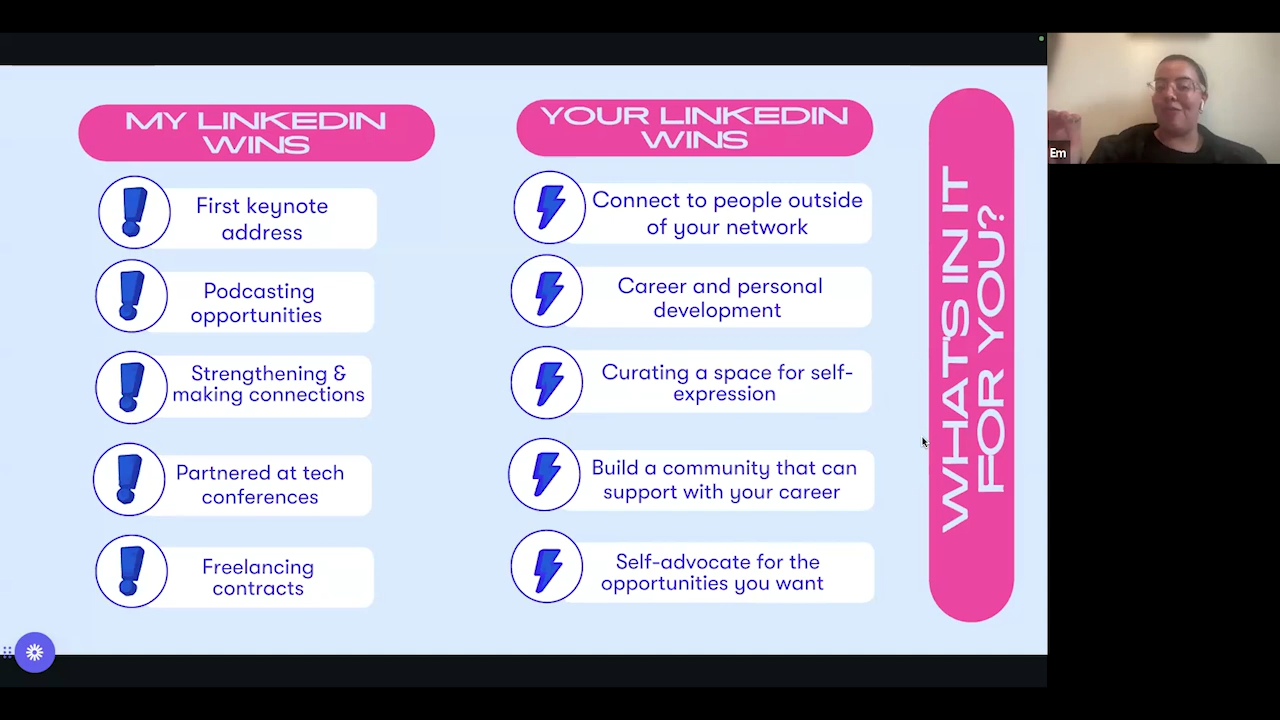 MY LINKEDIN
WINS
First keynote
address
Podcasting
opportunities
Strengthening &
making connections
Partnered at tech
conferences
Freelancing
contracts
YOUR LINKEDIN
WINS
Connect to people outside
of your network
Career and personal
development
Curating a space for self-
expression
Build a community that can
support with your career
Self-advocate for the
opportunities you want
WHAT'S IN IT
FOR YOU?
Em